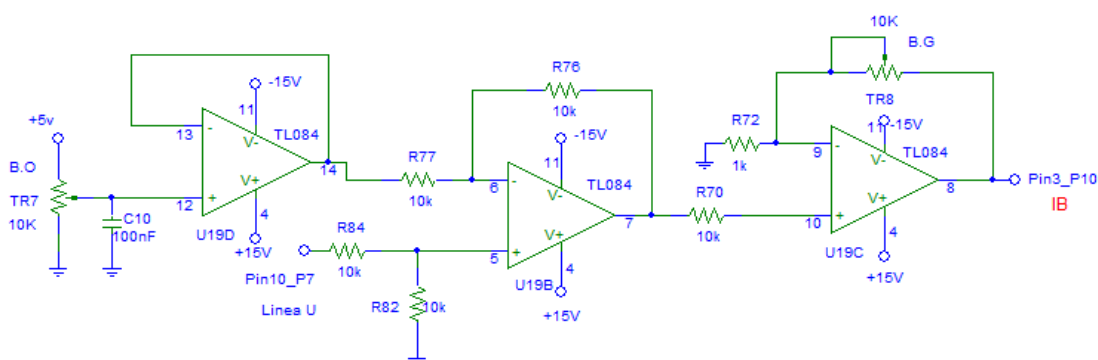 +5v
B.O
TR7
10K
C10
100nF
13
-
12
+
-15V
11
V-
TL084
14
V+
4
U19D
+15V
R77
10k
R84
10k
Pin10_P7
Linea U
R82
10k
R76
10k
6
-
5
+
-15V
11
V-
TL084
7
V+
4
U19B
+15V
R70
10k
R72
1k
10K
B.G
TR8
9
-
10
+
-15V
11
V-
TL084
8
V+
4
U19C
+15V
Pin3_P10
IB